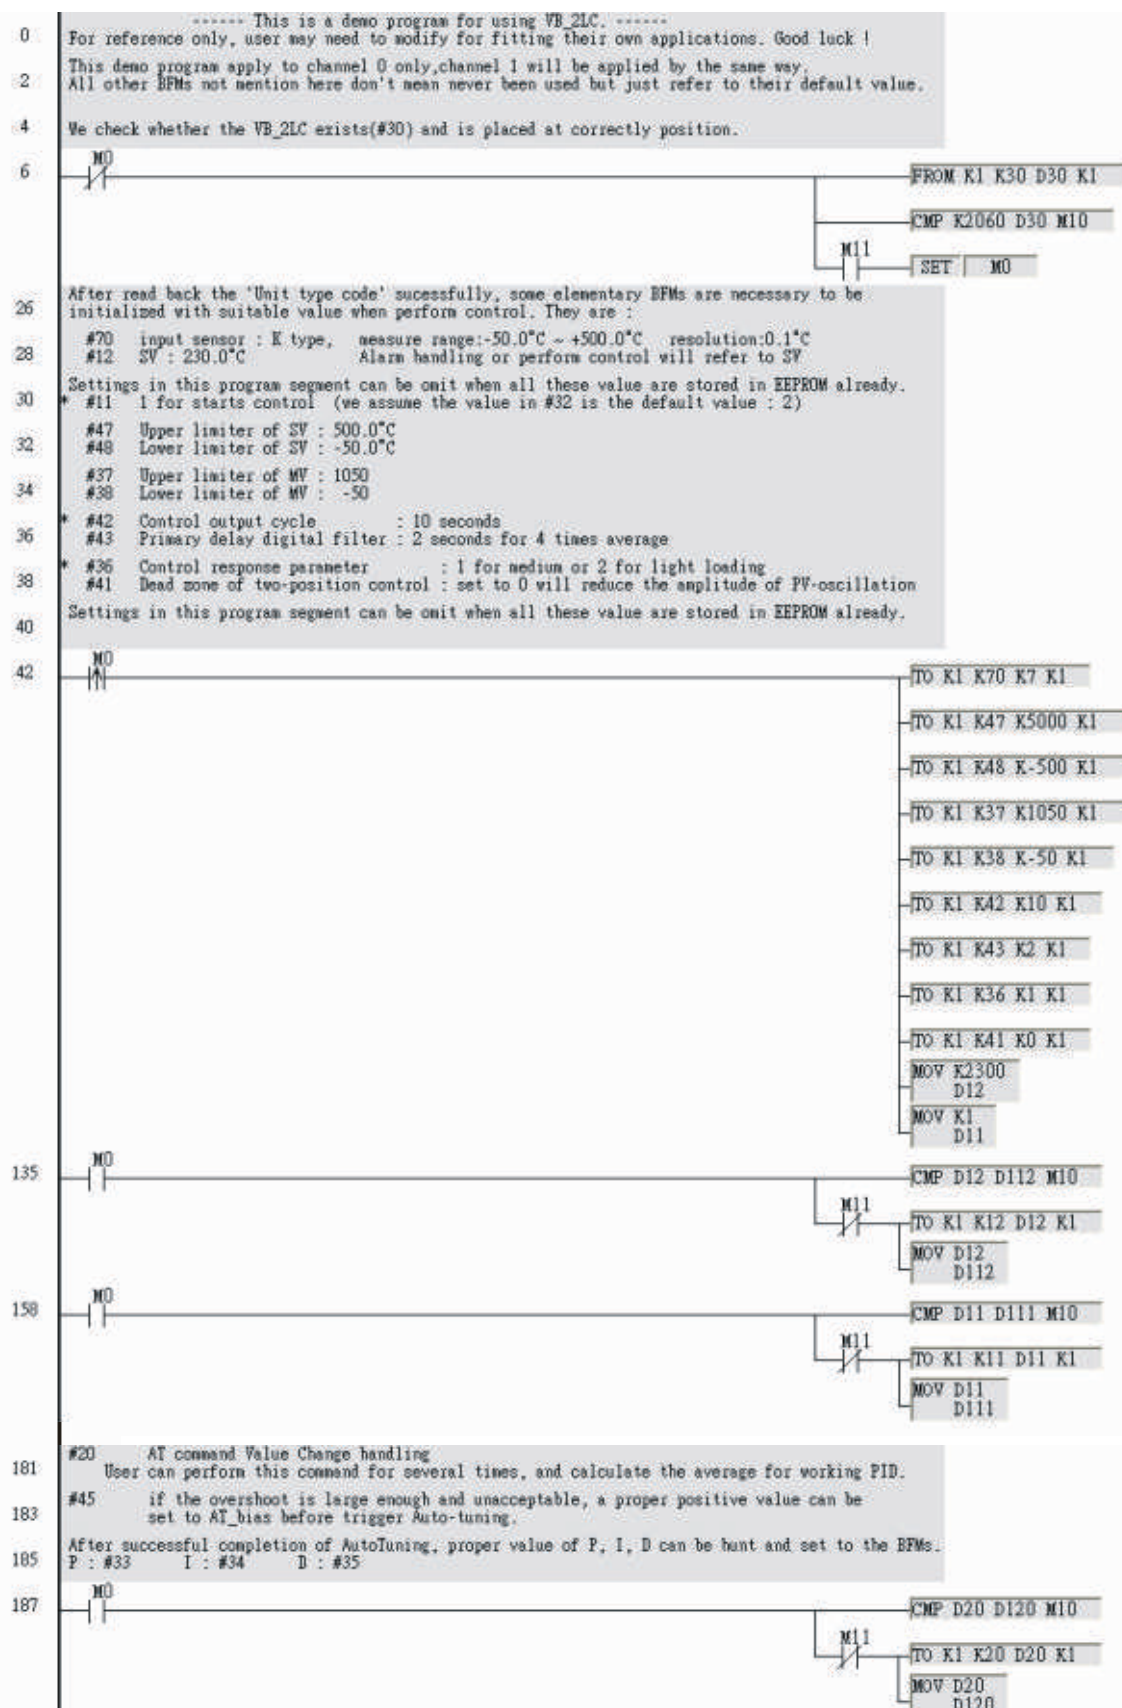 ------ This is a demo program for using VB_2LC. ------
0 For reference only, user may need to modify for fitting their own applications. Good luck !
This demo program apply to channel 0 only,channel 1 will be applied by the same way.
2 All other BFMs not mention here don't mean never been used but just refer to their default value.
4 We check whether the VB_2LC exists(#30) and is placed at correctly position.
M0
6 FROM K1 K30 D30 K1
CMP K2060 D30 M10
M11
SET M0
After read back the 'Unit type code' sucessfully, some elementary BFMs are necessary to be
26 initialized with suitable value when perform control. They are :
#70 input sensor : K type, measure range:-50.0°C ~ +500.0°C resolution:0.1°C
28 #12 SV : 230.0°C Alarm handling or perform control will refer to SV
Settings in this program segment can be omit when all these value are stored in EEPROM already.
30 * #11 1 for starts control (we assume the value in #32 is the default value : 2)
#47 Upper limiter of SV : 500.0°C
32 #48 Lower limiter of SV : -50.0°C
#37 Upper limiter of MV : 1050
34 #38 Lower limiter of MV : -50
* #42 Control output cycle : 10 seconds
36 #43 Primary delay digital filter : 2 seconds for 4 times average
* #36 Control response parameter : 1 for medium or 2 for light loading
38 #41 Dead zone of two-position control : set to 0 will reduce the amplitude of PV-oscillation
Settings in this program segment can be omit when all these value are stored in EEPROM already.
40
M0
42 TO K1 K70 K7 K1
TO K1 K47 K5000 K1
TO K1 K48 K-500 K1
TO K1 K37 K1050 K1
TO K1 K38 K-50 K1
TO K1 K42 K10 K1
TO K1 K43 K2 K1
TO K1 K36 K1 K1
TO K1 K41 K0 K1
MOV K2300
D12
MOV K1
D11
M0
135 CMP D12 D112 M10
M11
TO K1 K12 D12 K1
MOV D12
D112
M0
158 CMP D11 D111 M10
M11
TO K1 K11 D11 K1
MOV D11
D111
#20 AT command Value Change handling
181 User can perform this command for several times, and calculate the average for working PID.
#45 if the overshoot is large enough and unacceptable, a proper positive value can be
183 set to AT_bias before trigger Auto-tuning.
After successful completion of AutoTuning, proper value of P, I, D can be hunt and set to the BFMs.
185 P : #33 I : #34 D : #35
M0
187 CMP D20 D120 M10
M11
TO K1 K20 D20 K1
MOV D20
D120